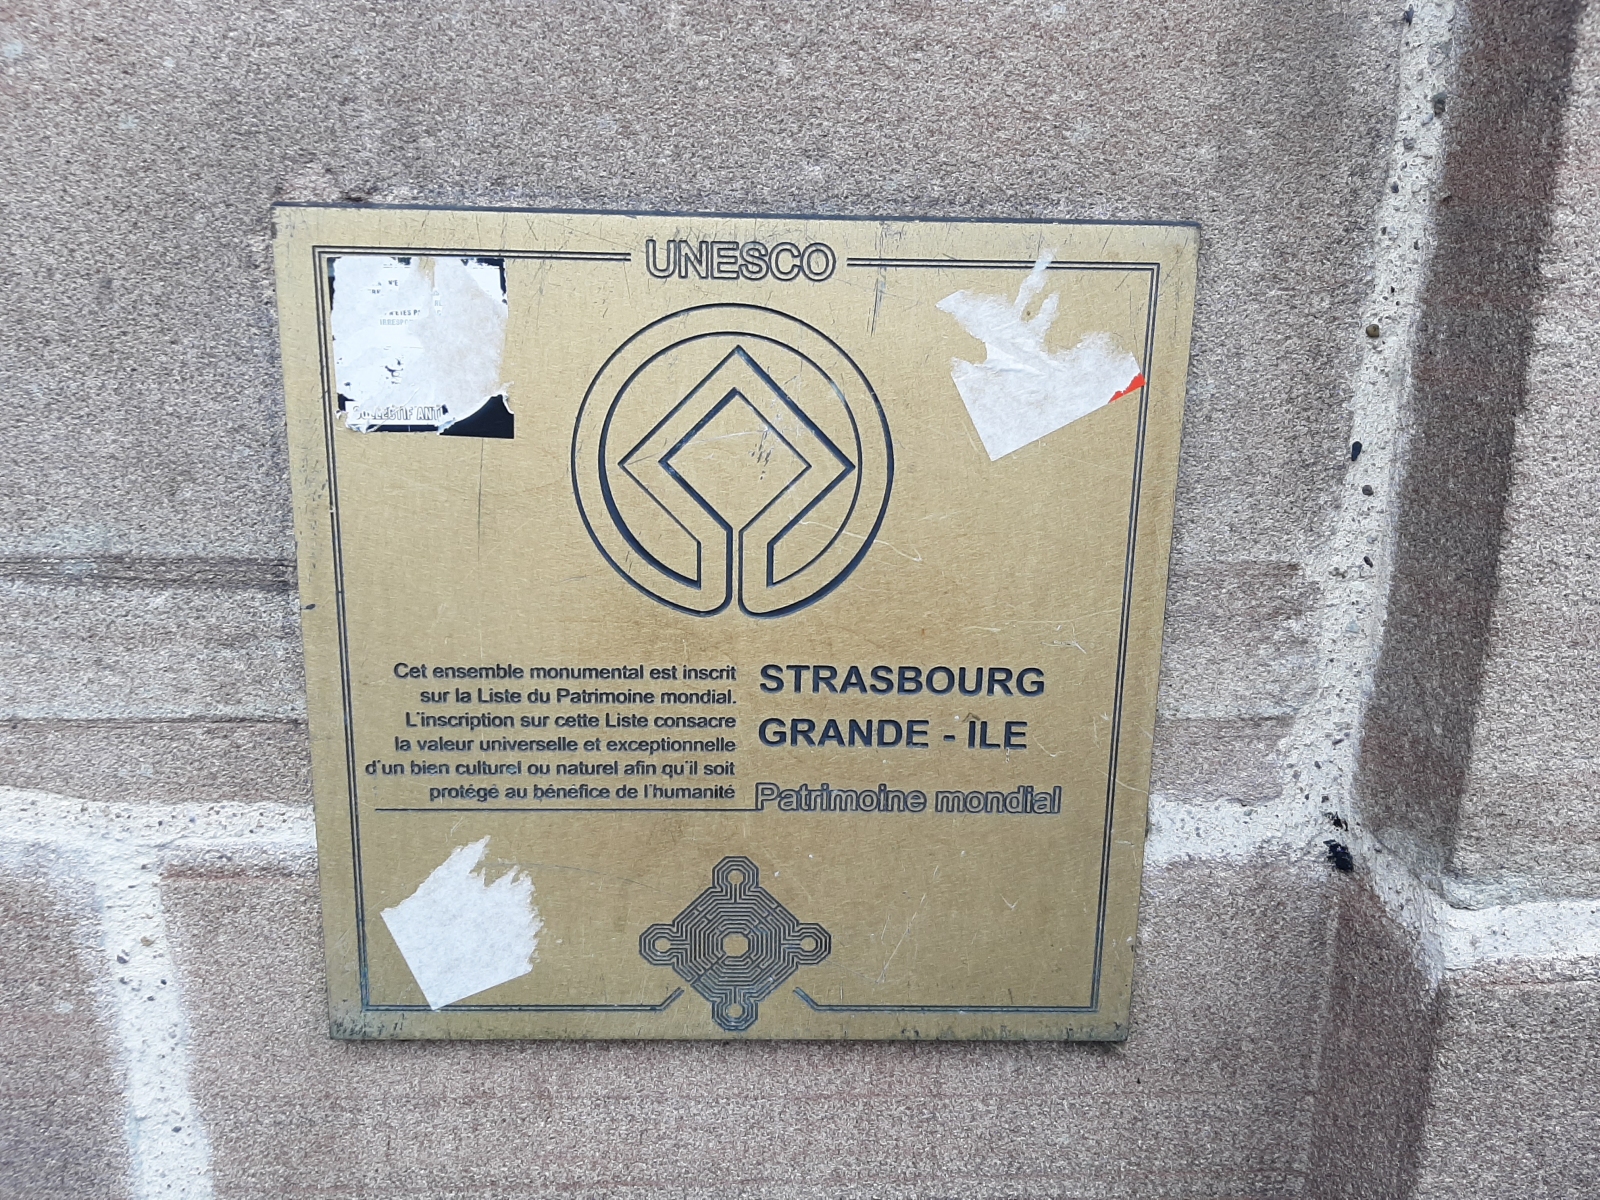 UNESCO
COLLECTIF ANTI
Cet ensemble monumental est inscrit
sur la Liste du Patrimoine mondial.
L'inscription sur cette Liste consacre
la valeur universelle et exceptionnelle
d'un bien culturel ou naturel afin qu'il soit
protégé au bénéfice de l'humanité
STRASBOURG
GRANDE - ÎLE
Patrimoine mondial